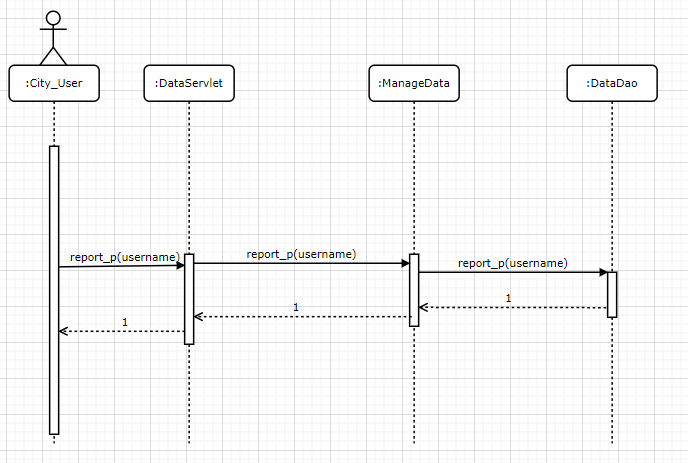 :City_User
:DataServlet
:ManageData
:DataDao
report_p(username)
report_p(username)
report_p(username)
1
1
1